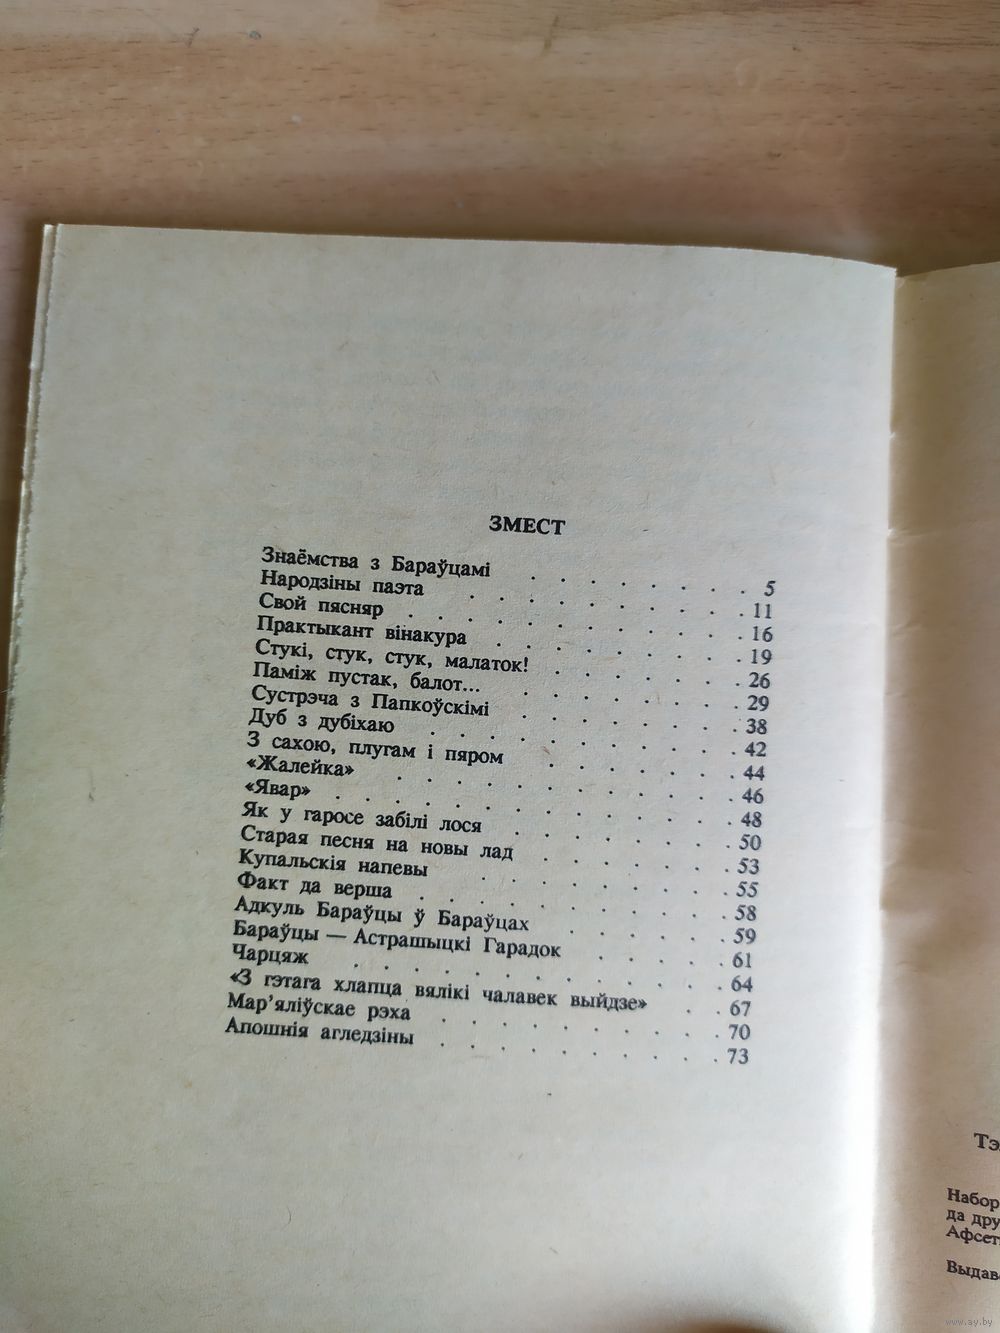 ЗМЕСТ
Знаёмства з Бараўцамі . . . . . . . 5
Народзіны паэта . . . . . . . . . . 11
Свой пясняр . . . . . . . . . . . 16
Практыкант вінакура . . . . . . . . . 19
Стукі, стук, стук, малаток! . . . . . . . 26
Паміж пустак, балот... . . . . . . . . 29
Сустрэча з Папкоўскімі . . . . . . . . 38
Дуб з дубіхаю . . . . . . . . . . 42
З сахою, плугам і пяром . . . . . . . 44
«Жалейка» . . . . . . . . . . . 46
«Явар» . . . . . . . . . . . . . 48
Як у гаросе забілі лося . . . . . . . 50
Старая песня на новы лад . . . . . . . 53
Купальскія напевы . . . . . . . . . 55
Факт да верша . . . . . . . . . . 58
Адкуль Бараўцы ў Бараўцах . . . . . . 59
Бараўцы — Астрашыцкі Гарадок . . . . . 61
Чарцяж . . . . . . . . . . . . 64
«З гэтага хлапца вялікі чалавек выйдзе» . . 67
Мар’яліўскае рэха . . . . . . . . . 70
Апошнія агледзіны . . . . . . . . . 73
Набор
да дру
Афсет
Выдав
www.ay.by